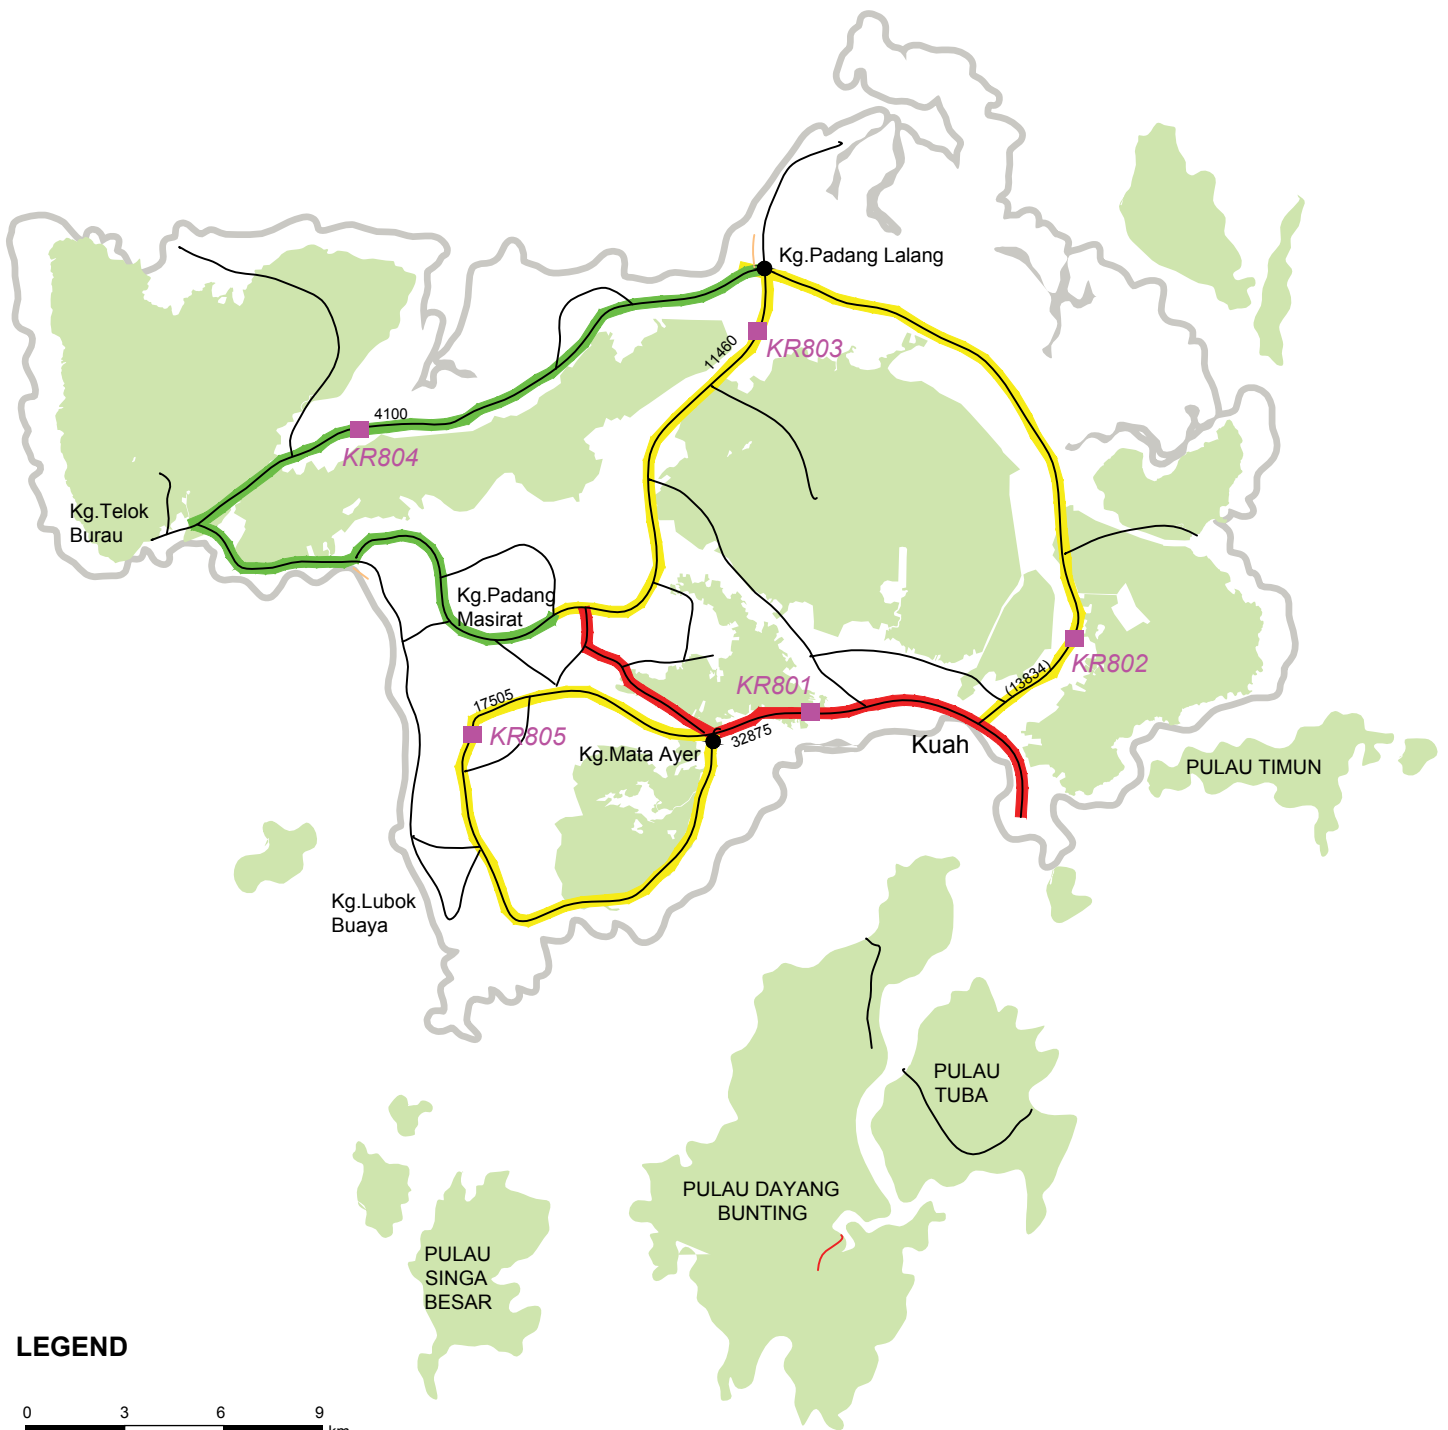 Kg.Padang Lalang
11460
KR803
4100
KR804
Kg.Telok
Burau
Kg.Padang
Masirat
(13834)
KR802
17505
KR801
KR805
32875
Kg.Mata Ayer
Kuah
PULAU TIMUN
Kg.Lubok
Buaya
PULAU
TUBA
PULAU DAYANG
BUNTING
PULAU
SINGA
BESAR
LEGEND
0 3 6 9
km